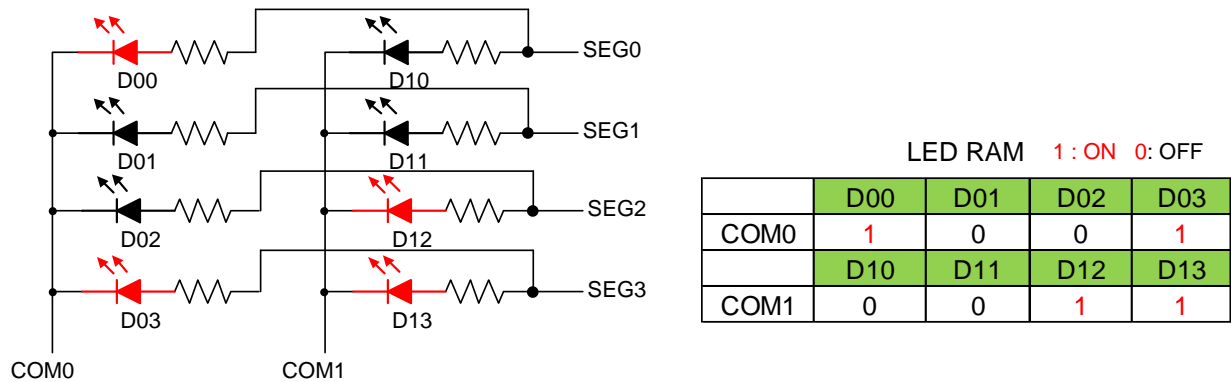 D00
D10
SEG0
D01
D11
SEG1
D02
D12
SEG2
D03
D13
SEG3
COM0
COM1
LED RAM 1 : ON 0: OFF
D00 D01 D02 D03
COM0 1 0 0 1
D10 D11 D12 D13
COM1 0 0 1 1